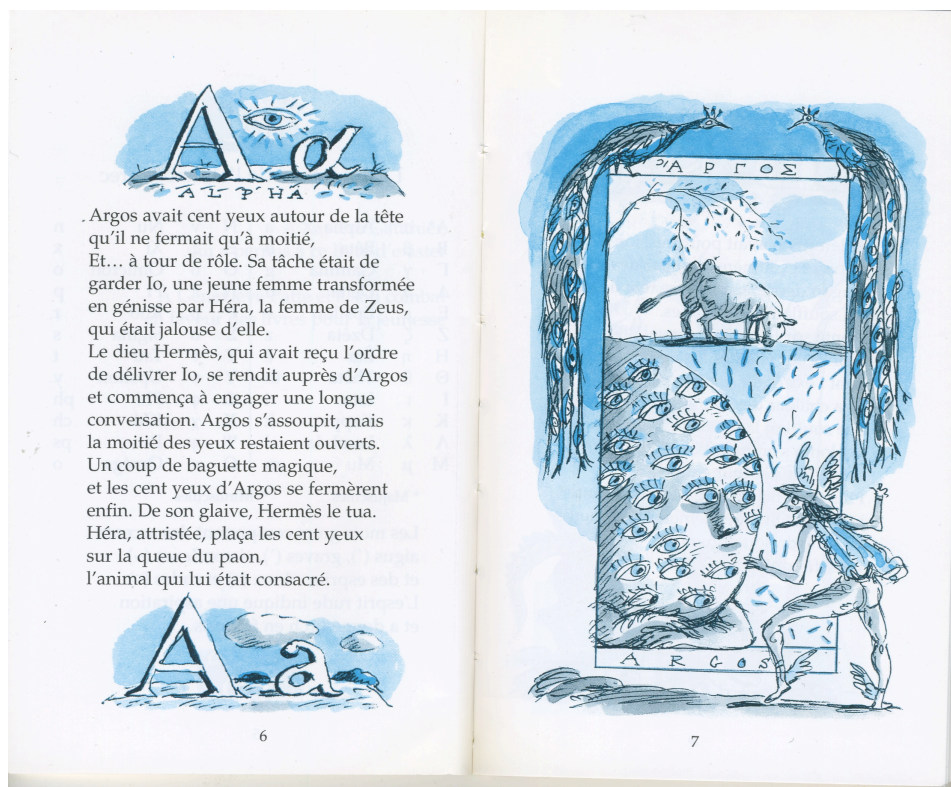 Α α
ALPHA
Argos avait cent yeux autour de la tête
qu'il ne fermait qu'à moitié,
Et… à tour de rôle. Sa tâche était de
garder Io, une jeune femme transformée
en génisse par Héra, la femme de Zeus,
qui était jalouse d'elle.
Le dieu Hermès, qui avait reçu l'ordre
de délivrer Io, se rendit auprès d'Argos
et commença à engager une longue
conversation. Argos s'assoupit, mais
la moitié des yeux restaient ouverts.
Un coup de baguette magique,
et les cent yeux d'Argos se fermèrent
enfin. De son glaive, Hermès le tua.
Héra, attristée, plaça les cent yeux
sur la queue du paon,
l'animal qui lui était consacré.
A a
6
ἌΡΓΟΣ
ARGOS
7